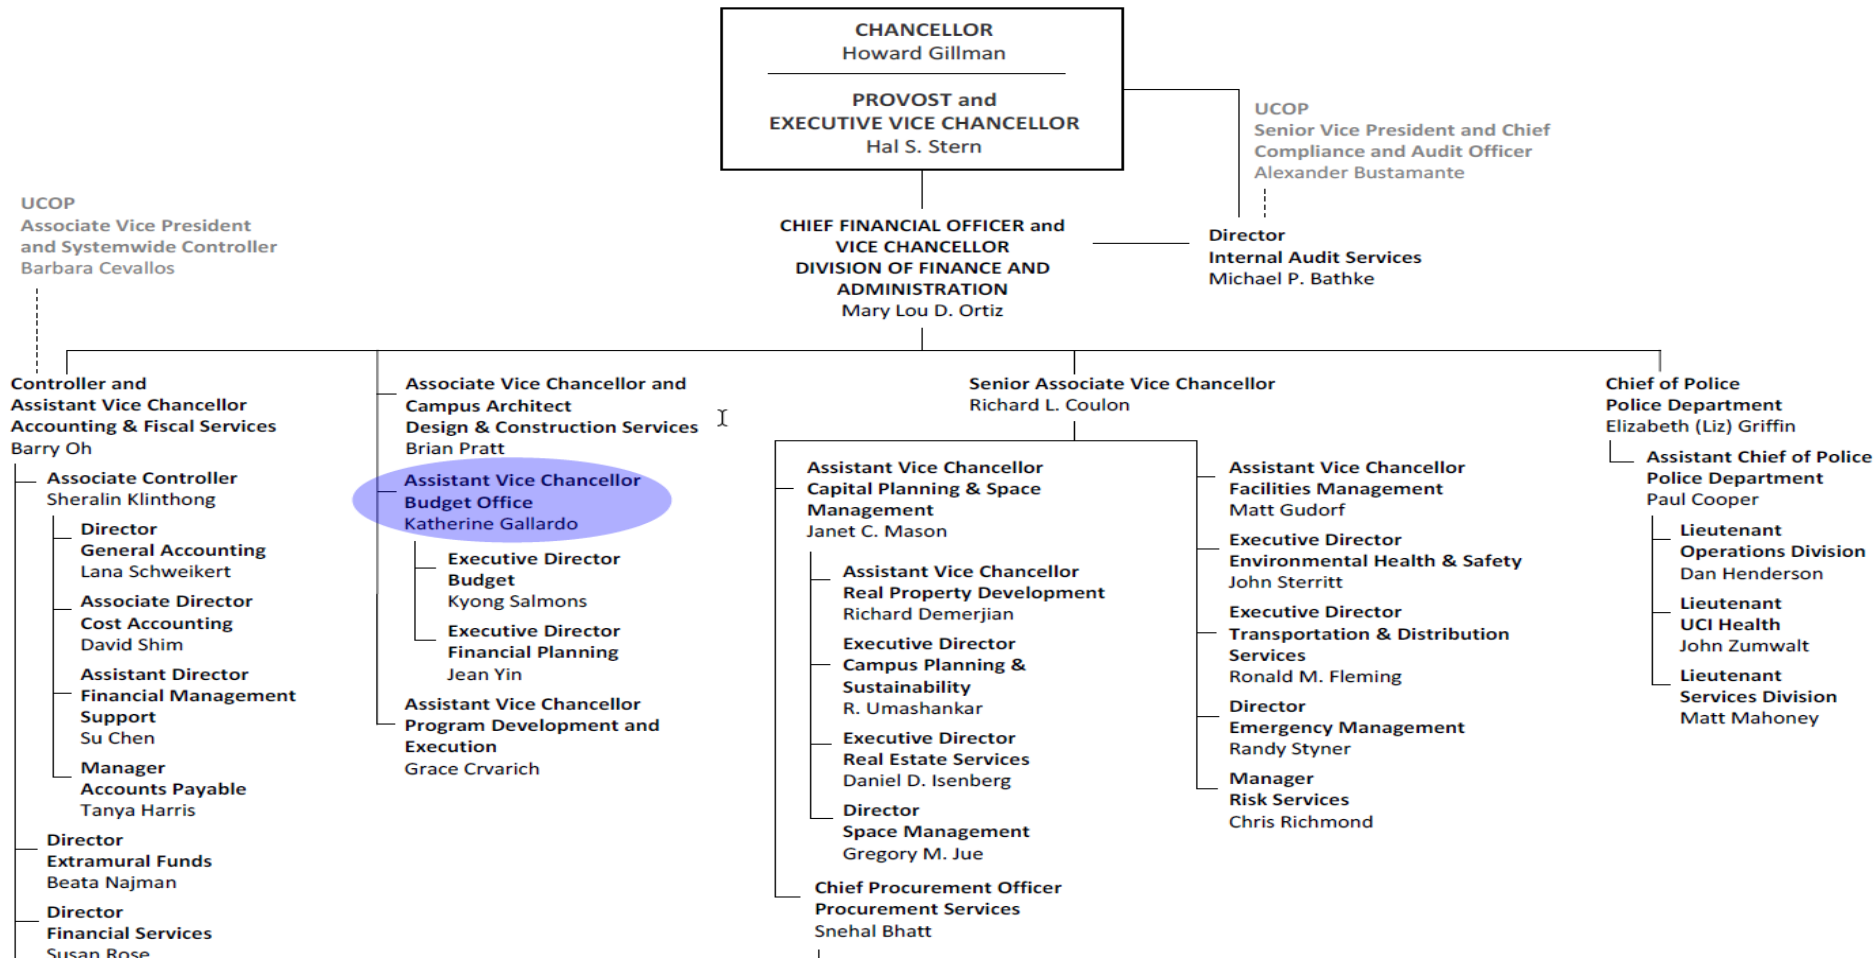 CHANCELLOR
Howard Gillman
PROVOST and
EXECUTIVE VICE CHANCELLOR
Hal S. Stern
UCOP
Senior Vice President and Chief
Compliance and Audit Officer
Alexander Bustamante
UCOP
Associate Vice President
and Systemwide Controller
Barbara Cevallos
CHIEF FINANCIAL OFFICER and
VICE CHANCELLOR
DIVISION OF FINANCE AND
ADMINISTRATION
Mary Lou D. Ortiz
Director
Internal Audit Services
Michael P. Bathke
Controller and
Assistant Vice Chancellor
Accounting & Fiscal Services
Barry Oh
Associate Controller
Sheralin Klinthong
Director
General Accounting
Lana Schweikert
Associate Director
Cost Accounting
David Shim
Assistant Director
Financial Management
Support
Su Chen
Manager
Accounts Payable
Tanya Harris
Director
Extramural Funds
Beata Najman
Director
Financial Services
Susan Rose
Associate Vice Chancellor and
Campus Architect
Design & Construction Services
Brian Pratt
Assistant Vice Chancellor
Budget Office
Katherine Gallardo
Executive Director
Budget
Kyong Salmons
Executive Director
Financial Planning
Jean Yin
Assistant Vice Chancellor
Program Development and
Execution
Grace Crvarich
Senior Associate Vice Chancellor
Richard L. Coulon
Assistant Vice Chancellor
Capital Planning & Space
Management
Janet C. Mason
Assistant Vice Chancellor
Real Property Development
Richard Demerjian
Executive Director
Campus Planning &
Sustainability
R. Umashankar
Executive Director
Real Estate Services
Daniel D. Isenberg
Director
Space Management
Gregory M. Jue
Chief Procurement Officer
Procurement Services
Snehal Bhatt
Assistant Vice Chancellor
Facilities Management
Matt Gudorf
Executive Director
Environmental Health & Safety
John Sterritt
Executive Director
Transportation & Distribution
Services
Ronald M. Fleming
Director
Emergency Management
Randy Styner
Manager
Risk Services
Chris Richmond
Chief of Police
Police Department
Elizabeth (Liz) Griffin
Assistant Chief of Police
Police Department
Paul Cooper
Lieutenant
Operations Division
Dan Henderson
Lieutenant
UCI Health
John Zumwalt
Lieutenant
Services Division
Matt Mahoney